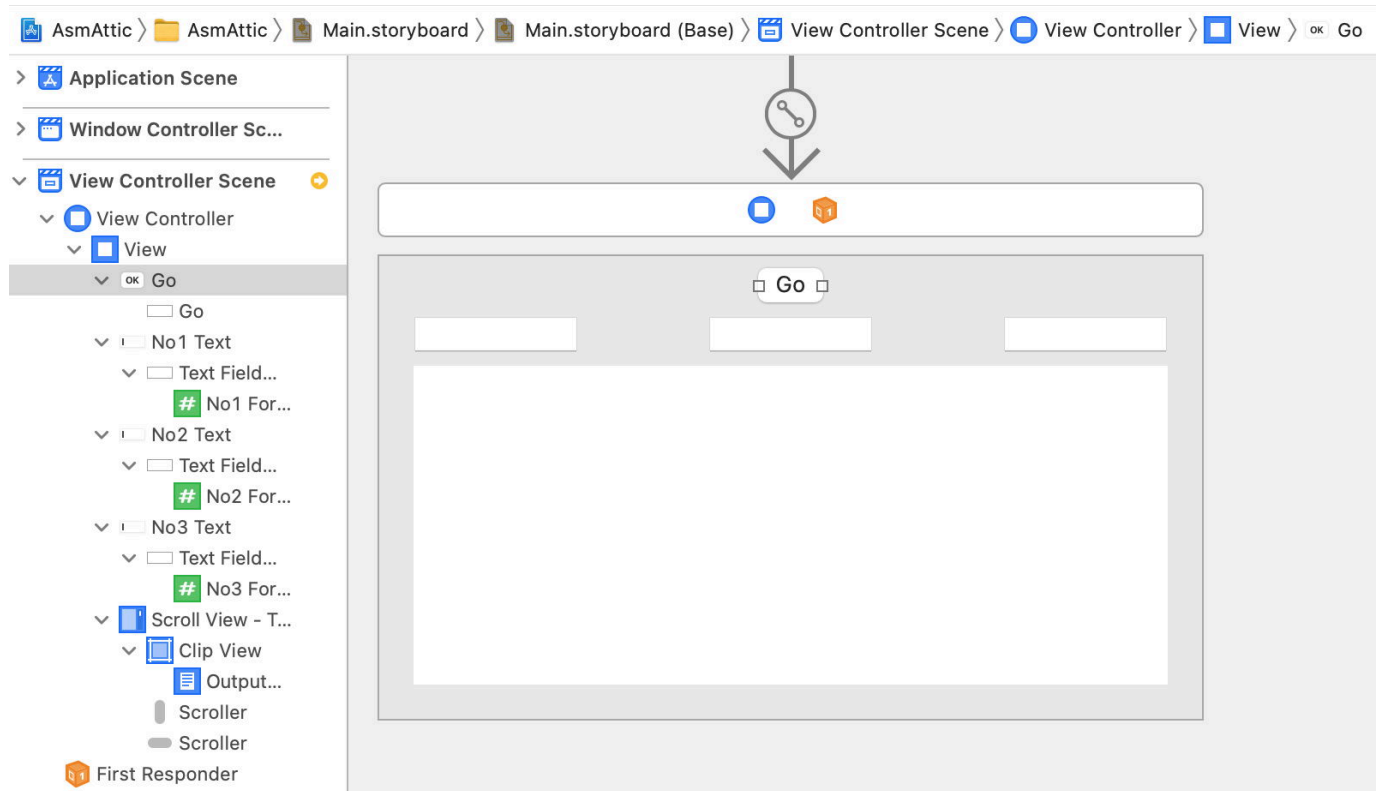 AsmAttic AsmAttic Main.storyboard Main.storyboard (Base) View Controller Scene View Controller View OK Go
Application Scene
Window Controller Sc...
View Controller Scene
View Controller
View
OK Go
Go
No1 Text
Text Field...
# No1 For...
No2 Text
Text Field...
# No2 For...
No3 Text
Text Field...
# No3 For...
Scroll View - T...
Clip View
Output...
Scroller
Scroller
First Responder
Go